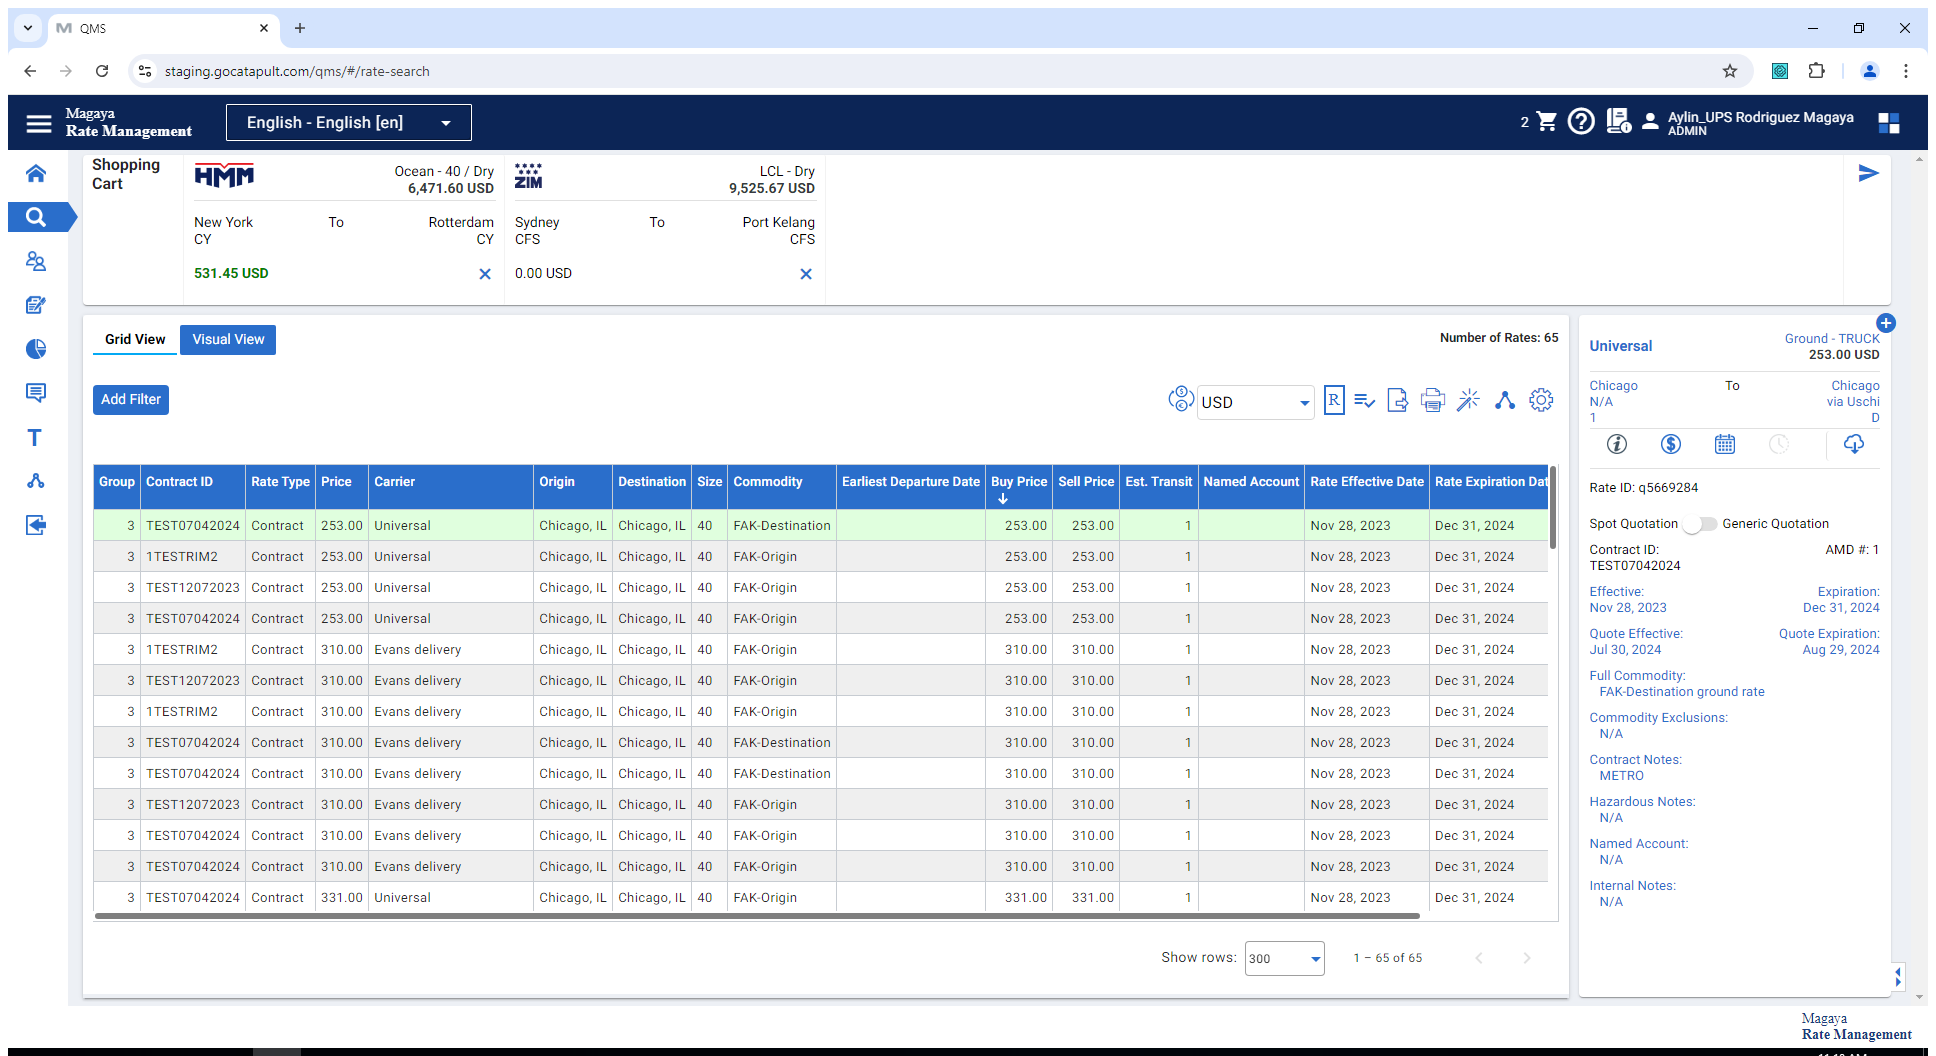 QMS
staging.gocatapult.com/qms/#/rate-search
Magaya
Rate Management
English - English [en]
2
Aylin_UPS Rodriguez Magaya
ADMIN
Shopping
Cart
HMM
Ocean - 40 / Dry
6,471.60 USD
New York To Rotterdam
CY CY
531.45 USD
ZIM
LCL - Dry
9,525.67 USD
Sydney To Port Kelang
CFS CFS
0.00 USD
Grid View Visual View
Number of Rates: 65
Add Filter
USD
R
Group Contract ID Rate Type Price Carrier Origin Destination Size Commodity Earliest Departure Date Buy Price Sell Price Est. Transit Named Account Rate Effective Date Rate Expiration Dat
3 TEST07042024 Contract 253.00 Universal Chicago, IL Chicago, IL 40 FAK-Destination 253.00 253.00 1 Nov 28, 2023 Dec 31, 2024
3 1TESTRIM2 Contract 253.00 Universal Chicago, IL Chicago, IL 40 FAK-Origin 253.00 253.00 1 Nov 28, 2023 Dec 31, 2024
3 TEST12072023 Contract 253.00 Universal Chicago, IL Chicago, IL 40 FAK-Origin 253.00 253.00 1 Nov 28, 2023 Dec 31, 2024
3 TEST07042024 Contract 253.00 Universal Chicago, IL Chicago, IL 40 FAK-Origin 253.00 253.00 1 Nov 28, 2023 Dec 31, 2024
3 1TESTRIM2 Contract 310.00 Evans delivery Chicago, IL Chicago, IL 40 FAK-Origin 310.00 310.00 1 Nov 28, 2023 Dec 31, 2024
3 TEST12072023 Contract 310.00 Evans delivery Chicago, IL Chicago, IL 40 FAK-Origin 310.00 310.00 1 Nov 28, 2023 Dec 31, 2024
3 1TESTRIM2 Contract 310.00 Evans delivery Chicago, IL Chicago, IL 40 FAK-Origin 310.00 310.00 1 Nov 28, 2023 Dec 31, 2024
3 TEST07042024 Contract 310.00 Evans delivery Chicago, IL Chicago, IL 40 FAK-Destination 310.00 310.00 1 Nov 28, 2023 Dec 31, 2024
3 TEST07042024 Contract 310.00 Evans delivery Chicago, IL Chicago, IL 40 FAK-Destination 310.00 310.00 1 Nov 28, 2023 Dec 31, 2024
3 TEST12072023 Contract 310.00 Evans delivery Chicago, IL Chicago, IL 40 FAK-Origin 310.00 310.00 1 Nov 28, 2023 Dec 31, 2024
3 TEST07042024 Contract 310.00 Evans delivery Chicago, IL Chicago, IL 40 FAK-Origin 310.00 310.00 1 Nov 28, 2023 Dec 31, 2024
3 TEST07042024 Contract 310.00 Evans delivery Chicago, IL Chicago, IL 40 FAK-Origin 310.00 310.00 1 Nov 28, 2023 Dec 31, 2024
3 TEST07042024 Contract 331.00 Universal Chicago, IL Chicago, IL 40 FAK-Origin 331.00 331.00 1 Nov 28, 2023 Dec 31, 2024
Show rows: 300 1 – 65 of 65
Universal Ground - TRUCK
253.00 USD
Chicago To Chicago
N/A via Uschi
1 D
Rate ID: q5669284
Spot Quotation Generic Quotation
Contract ID: AMD #: 1
TEST07042024
Effective: Expiration:
Nov 28, 2023 Dec 31, 2024
Quote Effective: Quote Expiration:
Jul 30, 2024 Aug 29, 2024
Full Commodity:
FAK-Destination ground rate
Commodity Exclusions:
N/A
Contract Notes:
METRO
Hazardous Notes:
N/A
Named Account:
N/A
Internal Notes:
N/A
Magaya
Rate Management